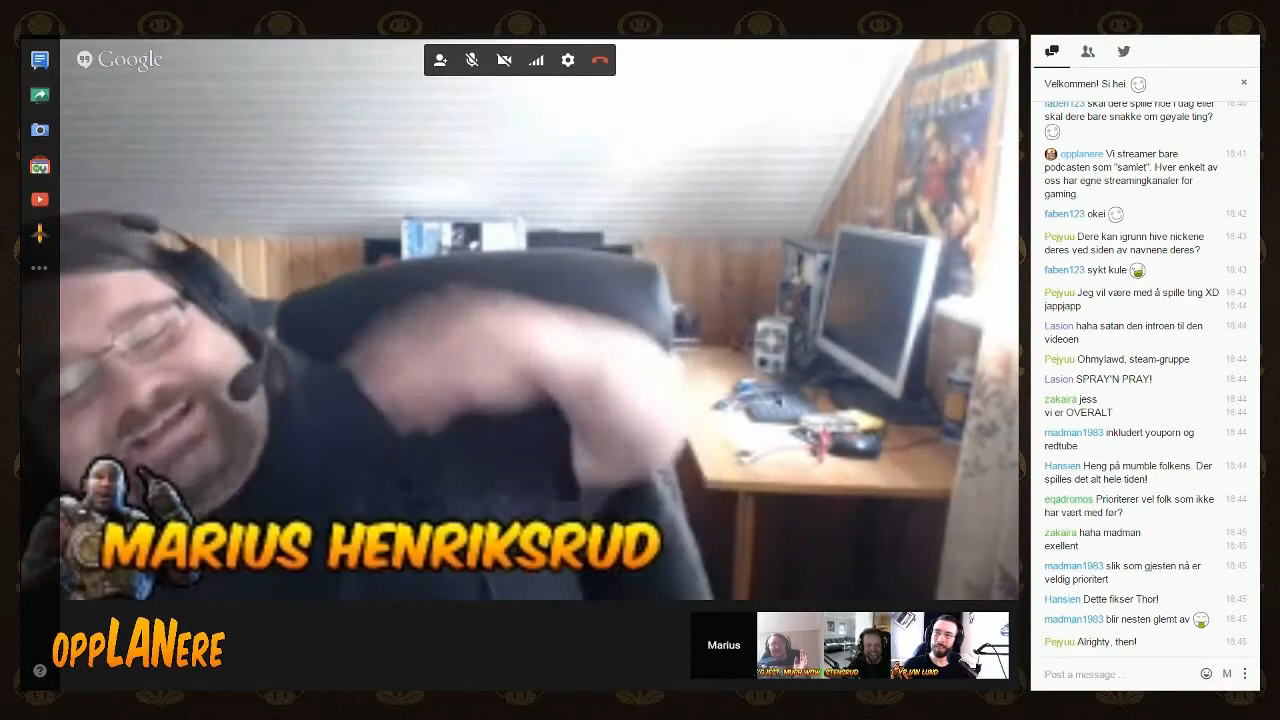 Google
Velkommen! Si hei
faben123 skal dere spille noe i dag eller 18:40
skal dere bare snakke om gøyale ting?
opplanere Vi streamer bare 18:41
podcasten som "samlet". Hver enkelt av
oss har egne streamingkanaler for
gaming.
faben123 okei 18:42
Pejyuu Dere kan igrunn hive nickene 18:43
deres ved siden av navnene deres?
faben123 sykt kule 18:43
Pejyuu Jeg vil være med å spille ting XD 18:43
jappjapp 18:44
Lasion haha satan den introen til den 18:44
videoen
Pejyuu Ohmylawd, steam-gruppe 18:44
Lasion SPRAY'N PRAY! 18:44
zakaira jess 18:44
vi er OVERALT 18:44
madman1983 inkludert youporn og 18:44
redtube
Hansien Heng på mumble folkens. Der 18:44
spilles det alt hele tiden!
eqadromos Prioriterer vel folk som ikke 18:44
har vært med før?
zakaira haha madman 18:45
exellent 18:45
madman1983 slik som gjesten nå er 18:45
veldig prioritert
Hansien Dette fikser Thor! 18:45
madman1983 blir nesten glemt av 18:45
Pejyuu Alrighty, then! 18:45
Post a message ...
M
MARIUS HENRIKSRUD
oppLANere
Marius
GJEST: MUCH WOW
STENSRUD
JAN LUND